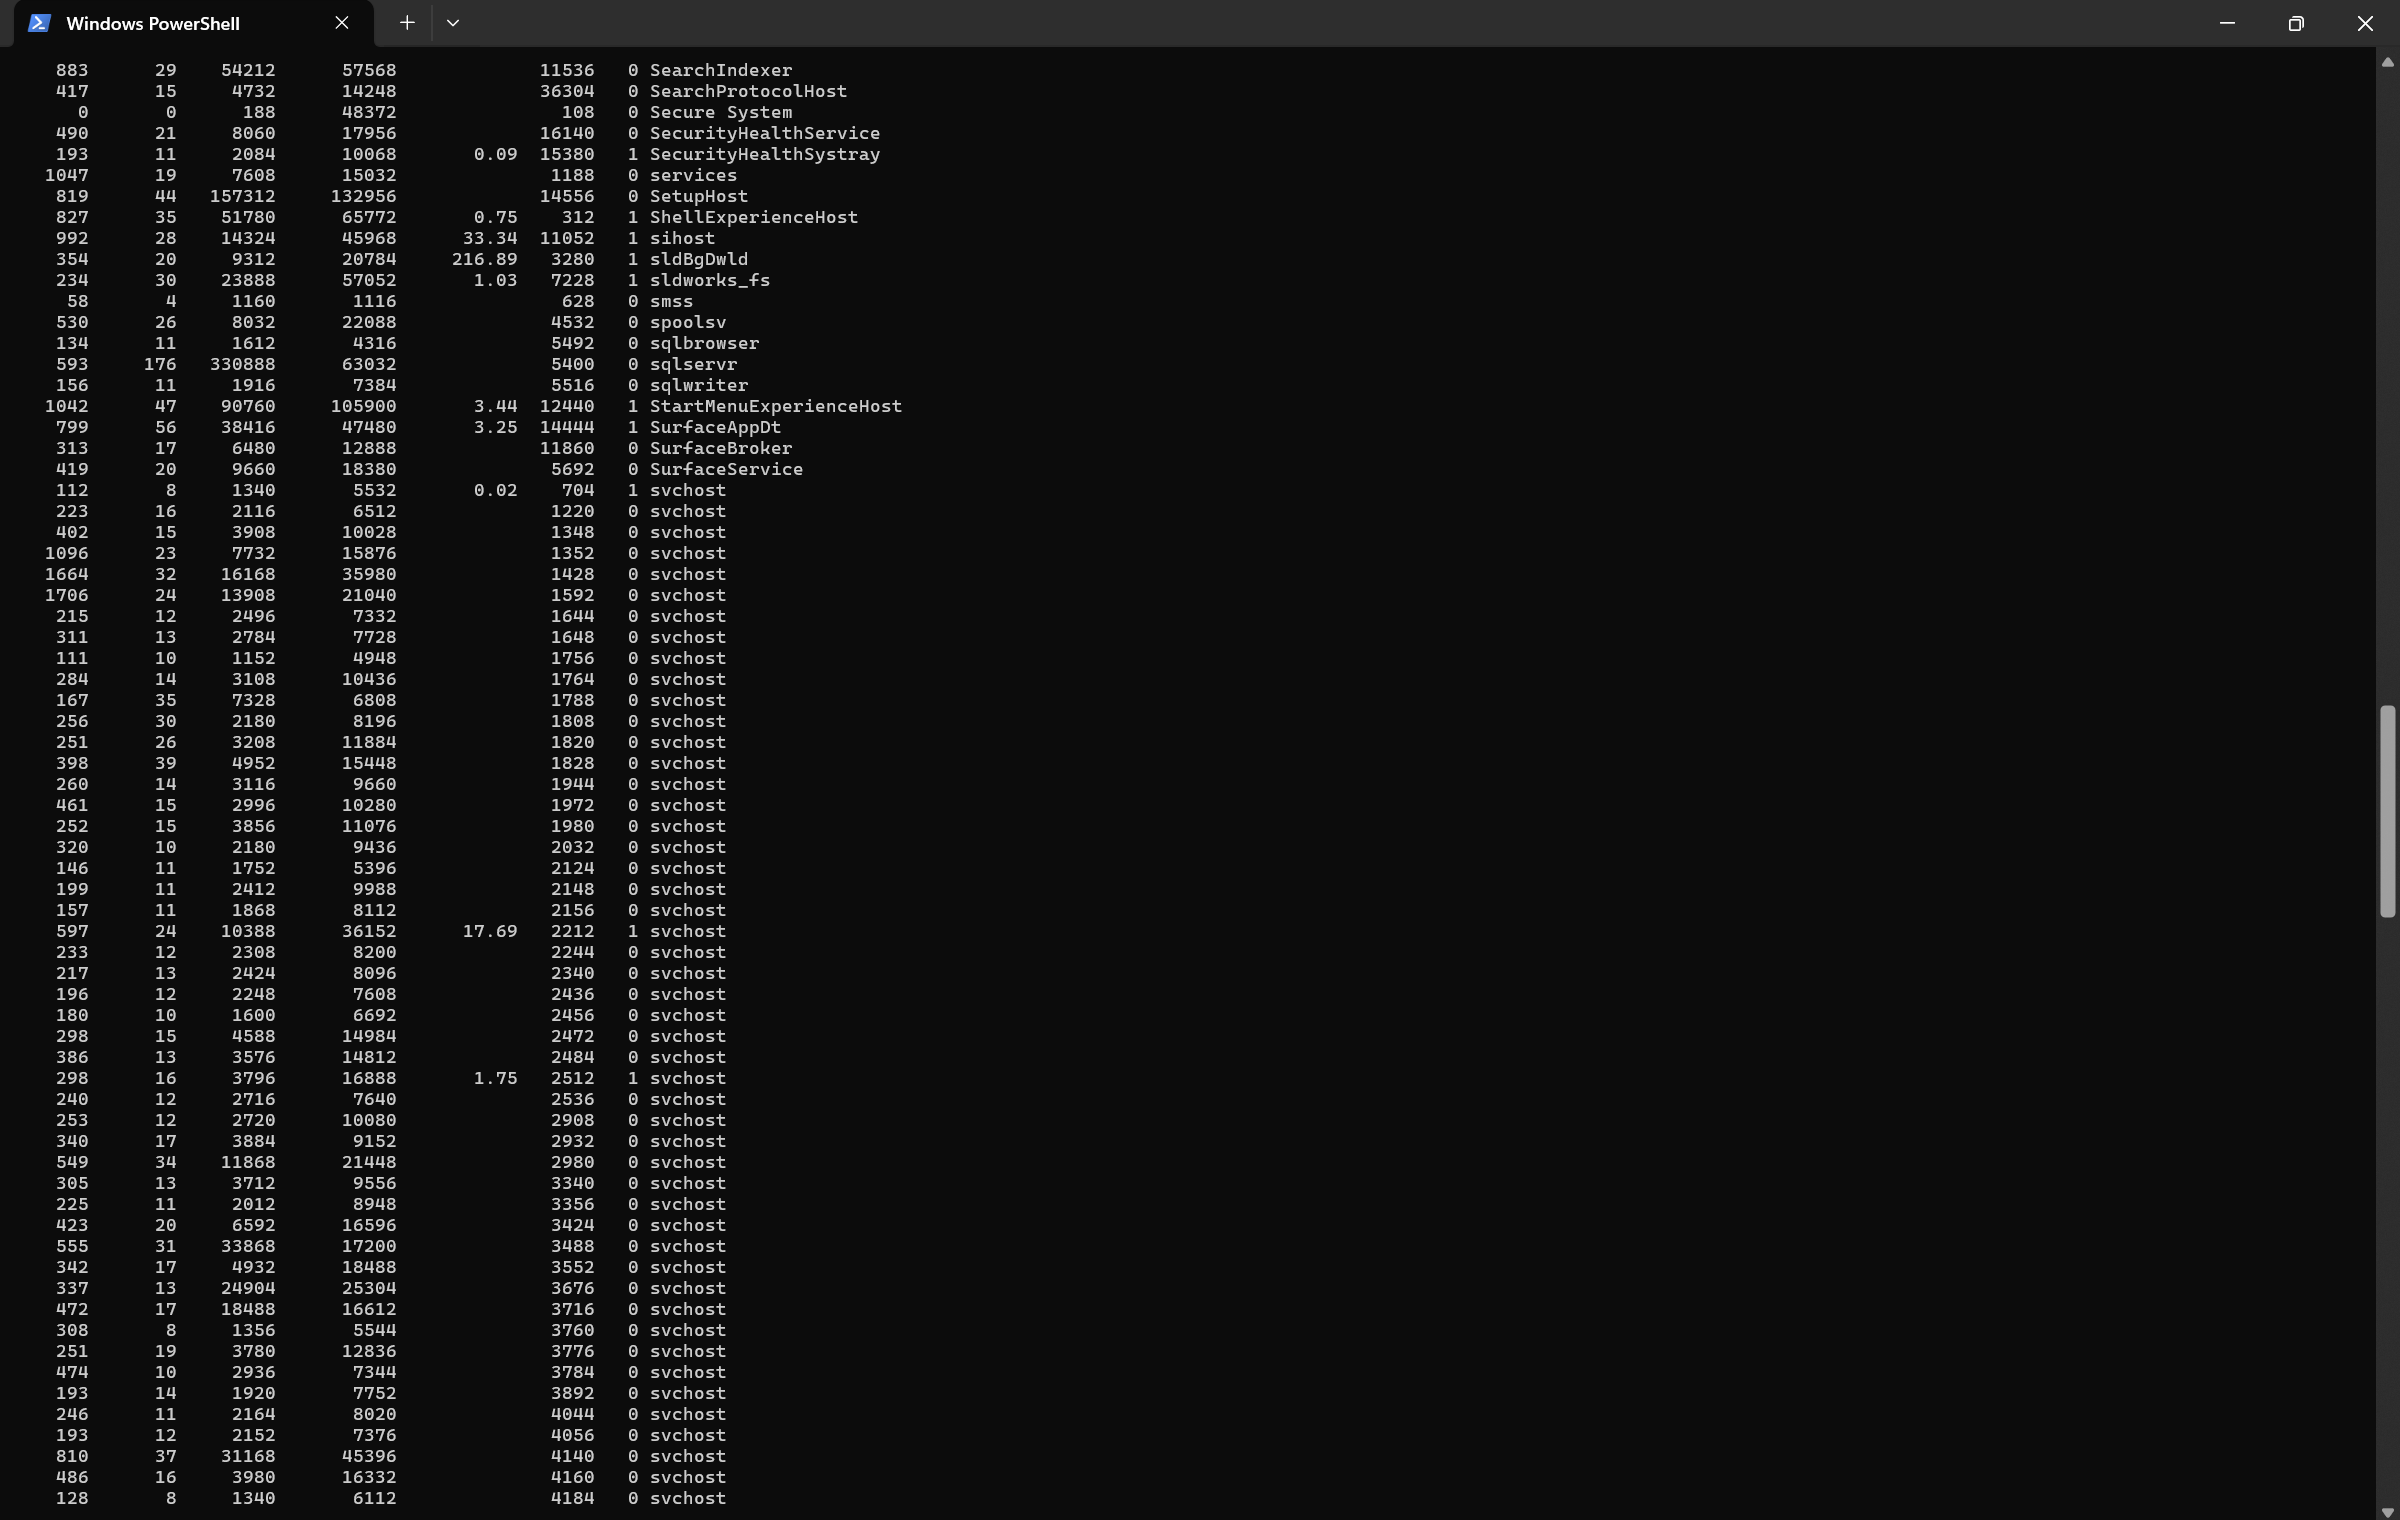 Windows PowerShell
883 29 54212 57568 11536 0 SearchIndexer
417 15 4732 14248 36304 0 SearchProtocolHost
0 0 188 48372 108 0 Secure System
490 21 8060 17956 16140 0 SecurityHealthService
193 11 2084 10068 0.09 15380 1 SecurityHealthSystray
1047 19 7608 15032 1188 0 services
819 44 157312 132956 14556 0 SetupHost
827 35 51780 65772 0.75 312 1 ShellExperienceHost
992 28 14324 45968 33.34 11052 1 sihost
354 20 9312 20784 216.89 3280 1 sldBgDwld
234 30 23888 57052 1.03 7228 1 sldworks_fs
58 4 1160 1116 628 0 smss
530 26 8032 22088 4532 0 spoolsv
134 11 1612 4316 5492 0 sqlbrowser
593 176 330888 63032 5400 0 sqlservr
156 11 1916 7384 5516 0 sqlwriter
1042 47 90760 105900 3.44 12440 1 StartMenuExperienceHost
799 56 38416 47480 3.25 14444 1 SurfaceAppDt
313 17 6480 12888 11860 0 SurfaceBroker
419 20 9660 18380 5692 0 SurfaceService
112 8 1340 5532 0.02 704 1 svchost
223 16 2116 6512 1220 0 svchost
402 15 3908 10028 1348 0 svchost
1096 23 7732 15876 1352 0 svchost
1664 32 16168 35980 1428 0 svchost
1706 24 13908 21040 1592 0 svchost
215 12 2496 7332 1644 0 svchost
311 13 2784 7728 1648 0 svchost
111 10 1152 4948 1756 0 svchost
284 14 3108 10436 1764 0 svchost
167 35 7328 6808 1788 0 svchost
256 30 2180 8196 1808 0 svchost
251 26 3208 11884 1820 0 svchost
398 39 4952 15448 1828 0 svchost
260 14 3116 9660 1944 0 svchost
461 15 2996 10280 1972 0 svchost
252 15 3856 11076 1980 0 svchost
320 10 2180 9436 2032 0 svchost
146 11 1752 5396 2124 0 svchost
199 11 2412 9988 2148 0 svchost
157 11 1868 8112 2156 0 svchost
597 24 10388 36152 17.69 2212 1 svchost
233 12 2308 8200 2244 0 svchost
217 13 2424 8096 2340 0 svchost
196 12 2248 7608 2436 0 svchost
180 10 1600 6692 2456 0 svchost
298 15 4588 14984 2472 0 svchost
386 13 3576 14812 2484 0 svchost
298 16 3796 16888 1.75 2512 1 svchost
240 12 2716 7640 2536 0 svchost
253 12 2720 10080 2908 0 svchost
340 17 3884 9152 2932 0 svchost
549 34 11868 21448 2980 0 svchost
305 13 3712 9556 3340 0 svchost
225 11 2012 8948 3356 0 svchost
423 20 6592 16596 3424 0 svchost
555 31 33868 17200 3488 0 svchost
342 17 4932 18488 3552 0 svchost
337 13 24904 25304 3676 0 svchost
472 17 18488 16612 3716 0 svchost
308 8 1356 5544 3760 0 svchost
251 19 3780 12836 3776 0 svchost
474 10 2936 7344 3784 0 svchost
193 14 1920 7752 3892 0 svchost
246 11 2164 8020 4044 0 svchost
193 12 2152 7376 4056 0 svchost
810 37 31168 45396 4140 0 svchost
486 16 3980 16332 4160 0 svchost
128 8 1340 6112 4184 0 svchost